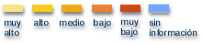 muy alto
alto
medio
bajo
muy bajo
sin información